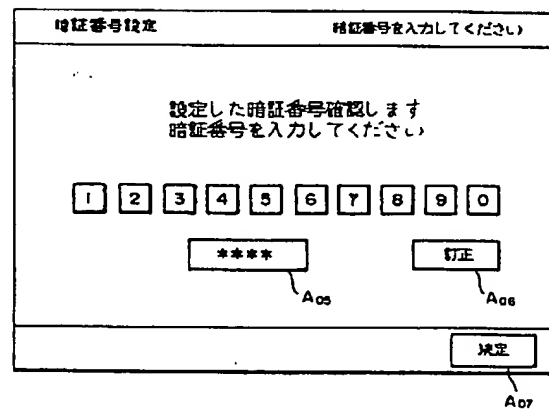 暗証番号設定 暗証番号を入力してください
設定した暗証番号確認します
暗証番号を入力してください
1 2 3 4 5 6 7 8 9 0
**** 訂正
A05 A06
決定
A07